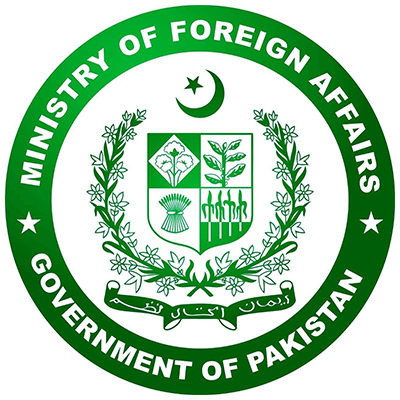 MINISTRY OF FOREIGN AFFAIRS
ایمان اتحاد نظم
GOVERNMENT OF PAKISTAN